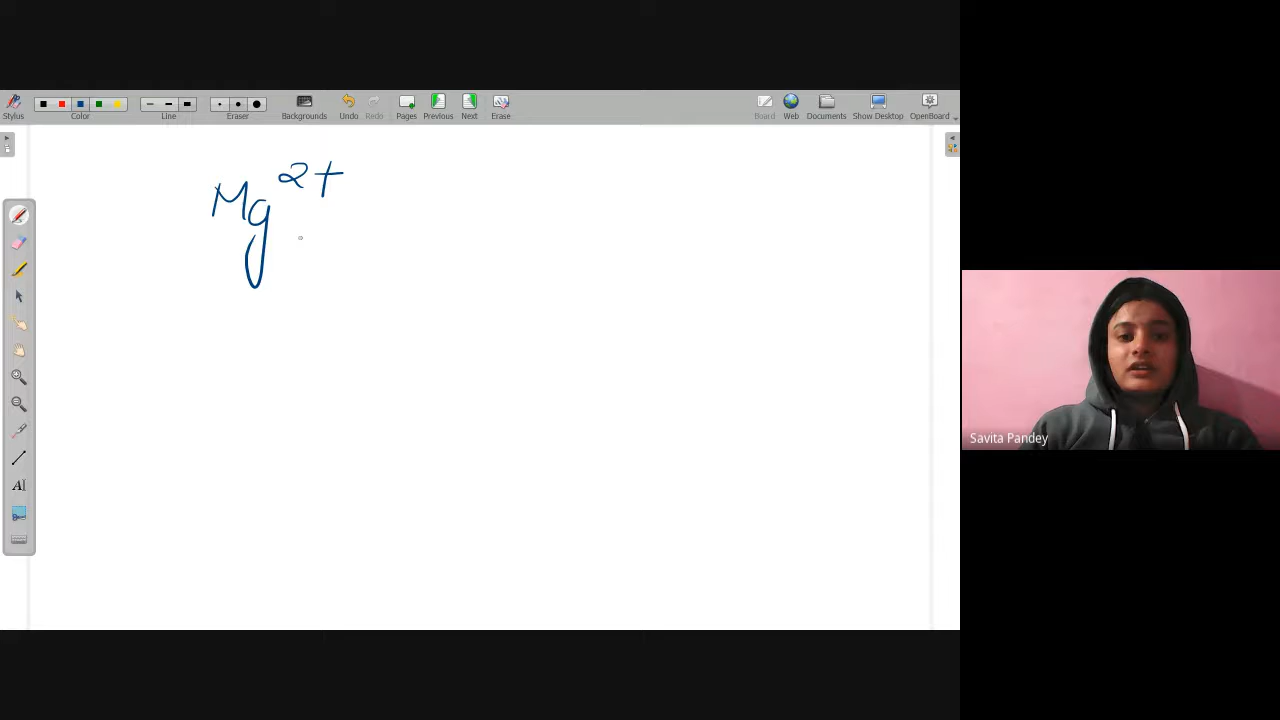 Stylus Color Line Eraser Backgrounds Undo Redo Pages Previous Next Erase Board Web Documents Show Desktop OpenBoard
Mg²⁺
AI
Savita Pandey